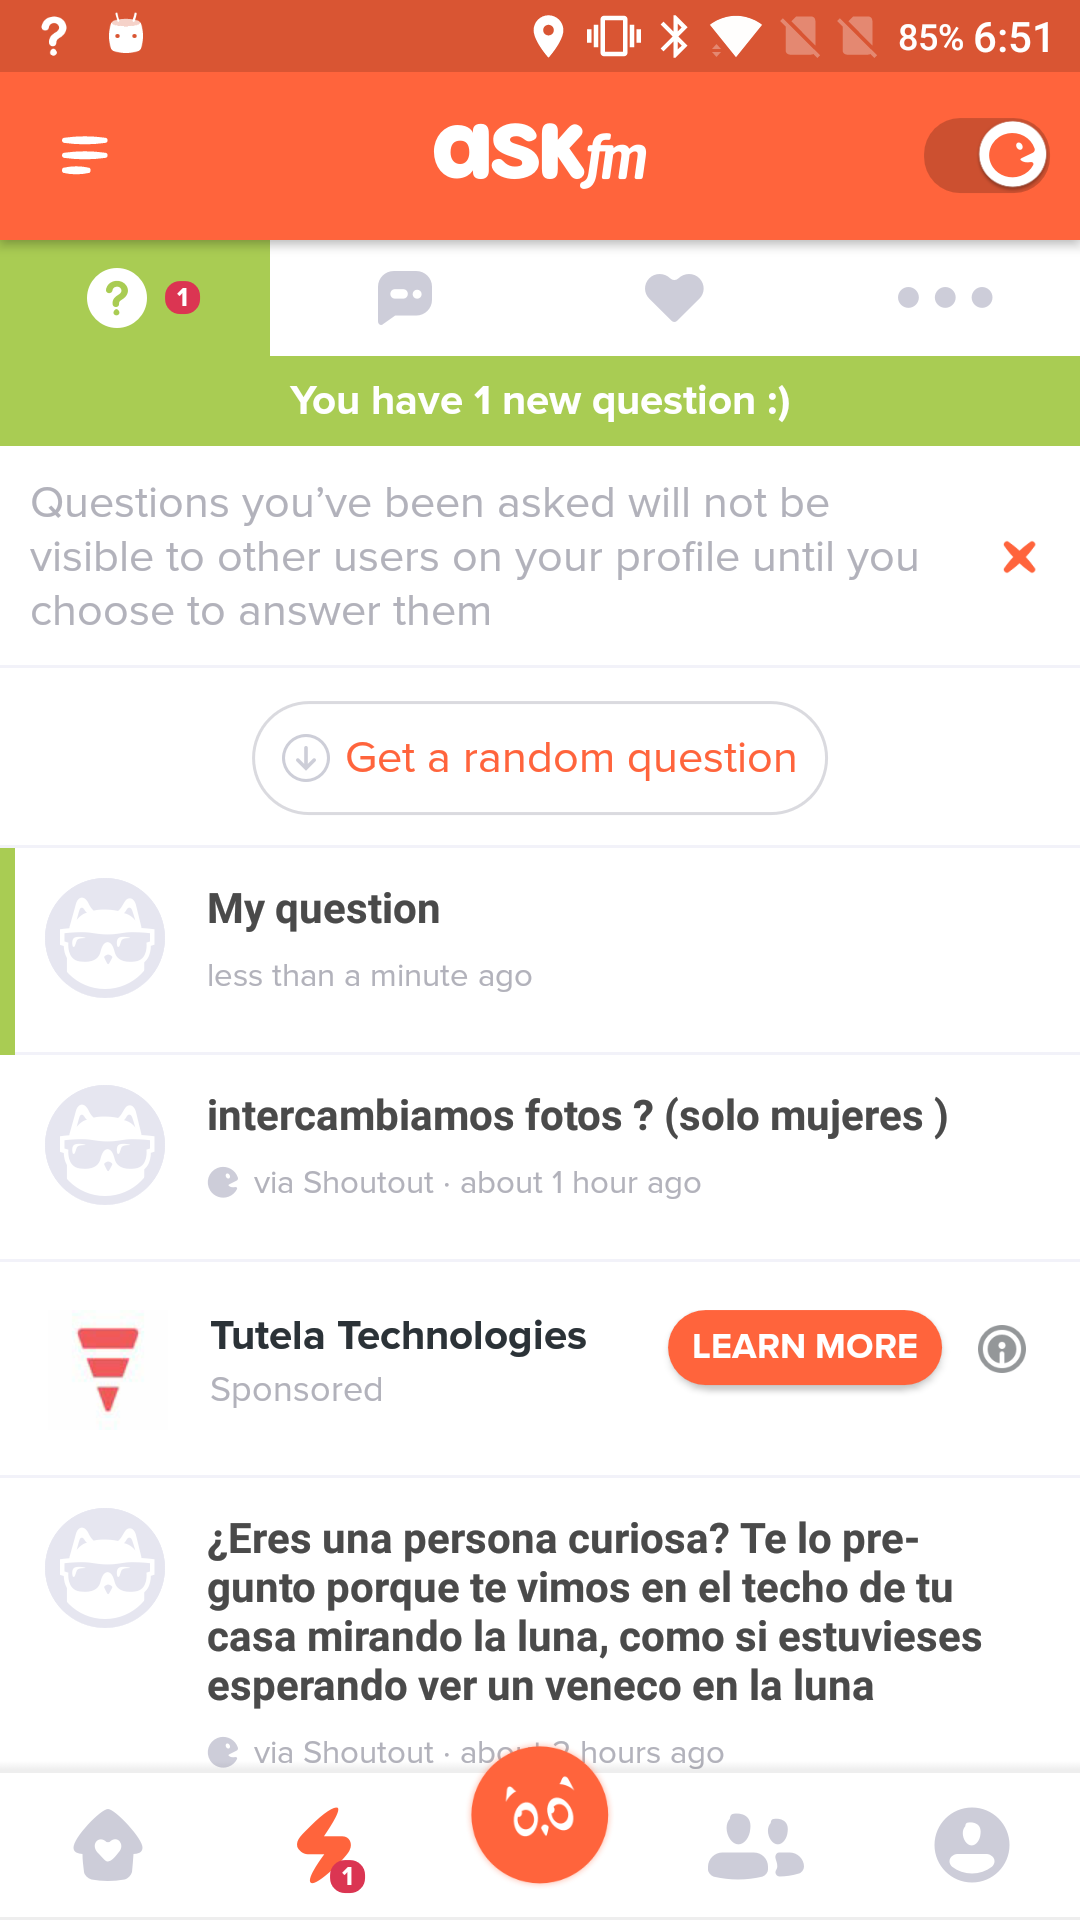 85% 6:51
askfm
1
You have 1 new question :)
Questions you’ve been asked will not be
visible to other users on your profile until you
choose to answer them
Get a random question
My question
less than a minute ago
intercambiamos fotos ? (solo mujeres )
via Shoutout · about 1 hour ago
Tutela Technologies
Sponsored
LEARN MORE
¿Eres una persona curiosa? Te lo pre-
gunto porque te vimos en el techo de tu
casa mirando la luna, como si estuvieses
esperando ver un veneco en la luna
via Shoutout · hours ago
1